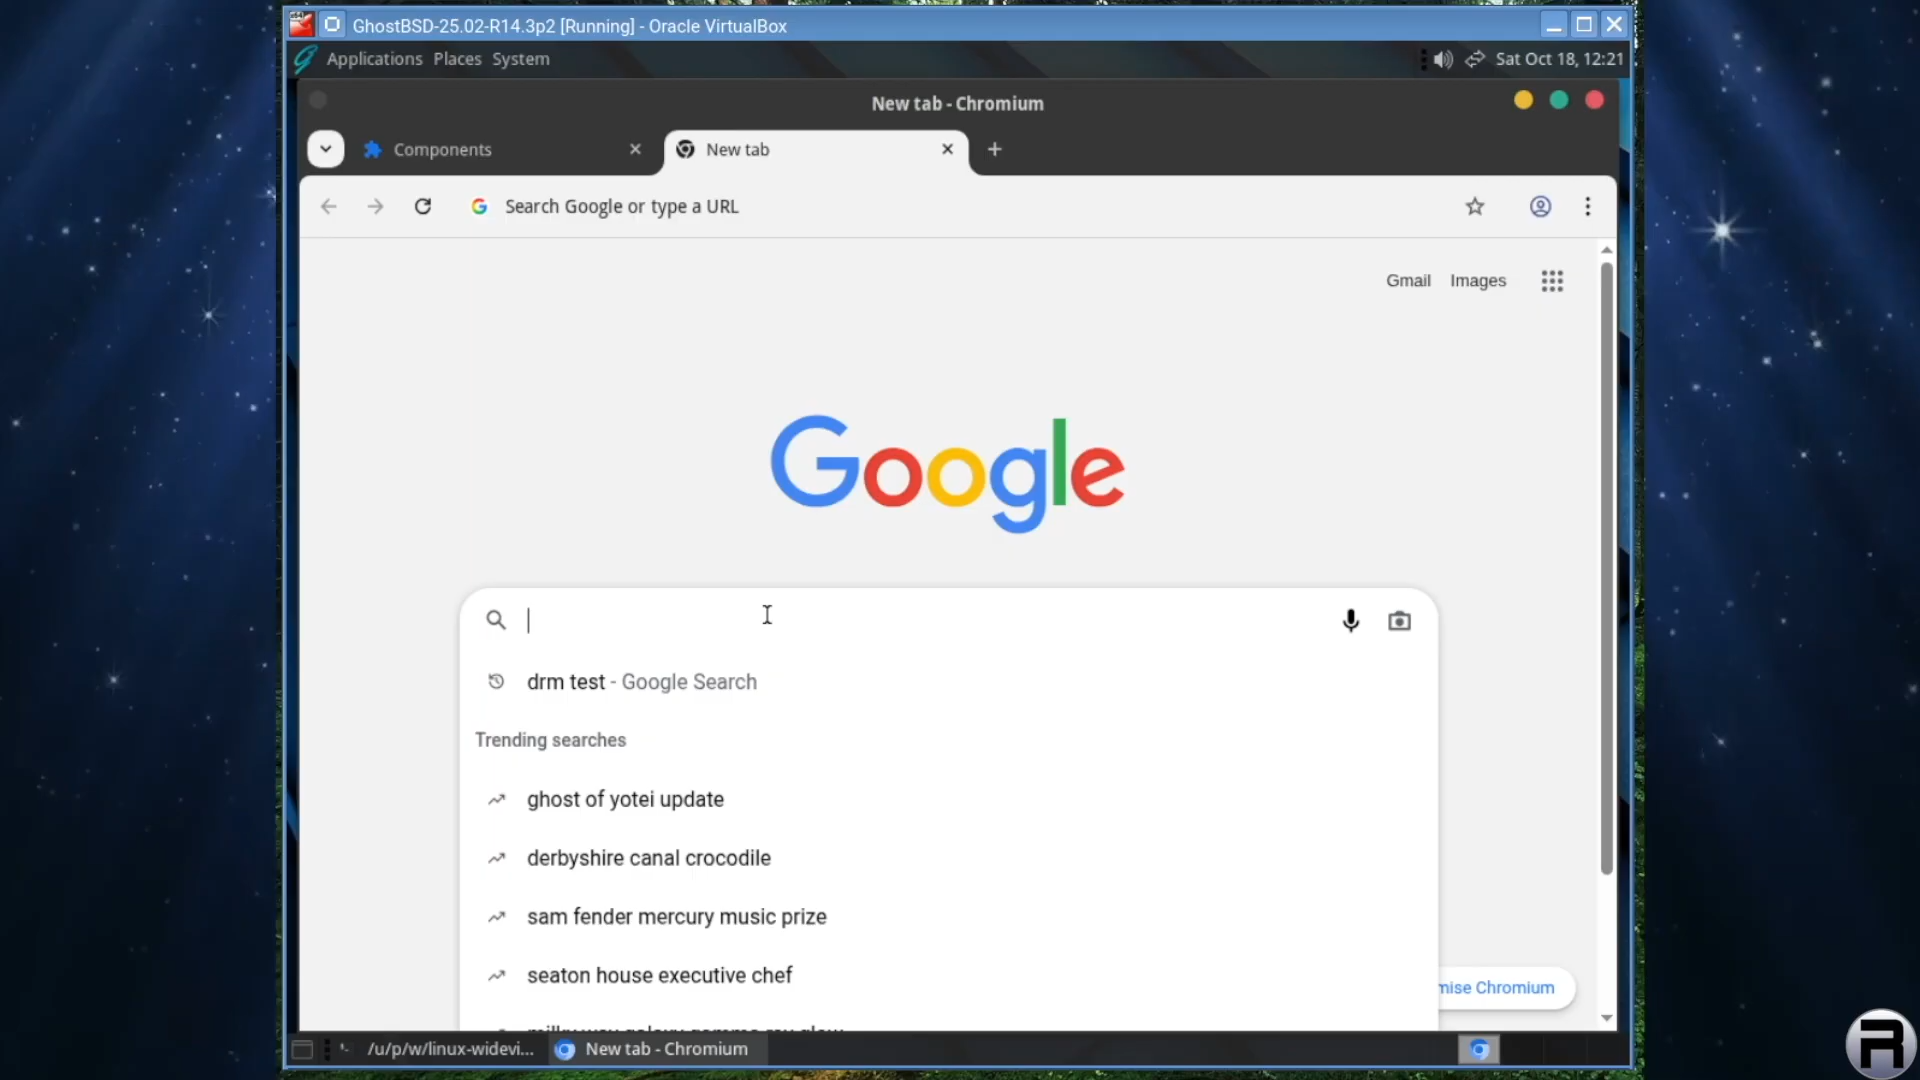 GhostBSD-25.02-R14.3p2 [Running] - Oracle VirtualBox
Applications Places System
Sat Oct 18, 12:21
New tab - Chromium
Components
New tab
Search Google or type a URL
Gmail Images
Google
drm test - Google Search
Trending searches
ghost of yotei update
derbyshire canal crocodile
sam fender mercury music prize
seaton house executive chef
mise Chromium
/u/p/w/linux-widevi...
New tab - Chromium
R